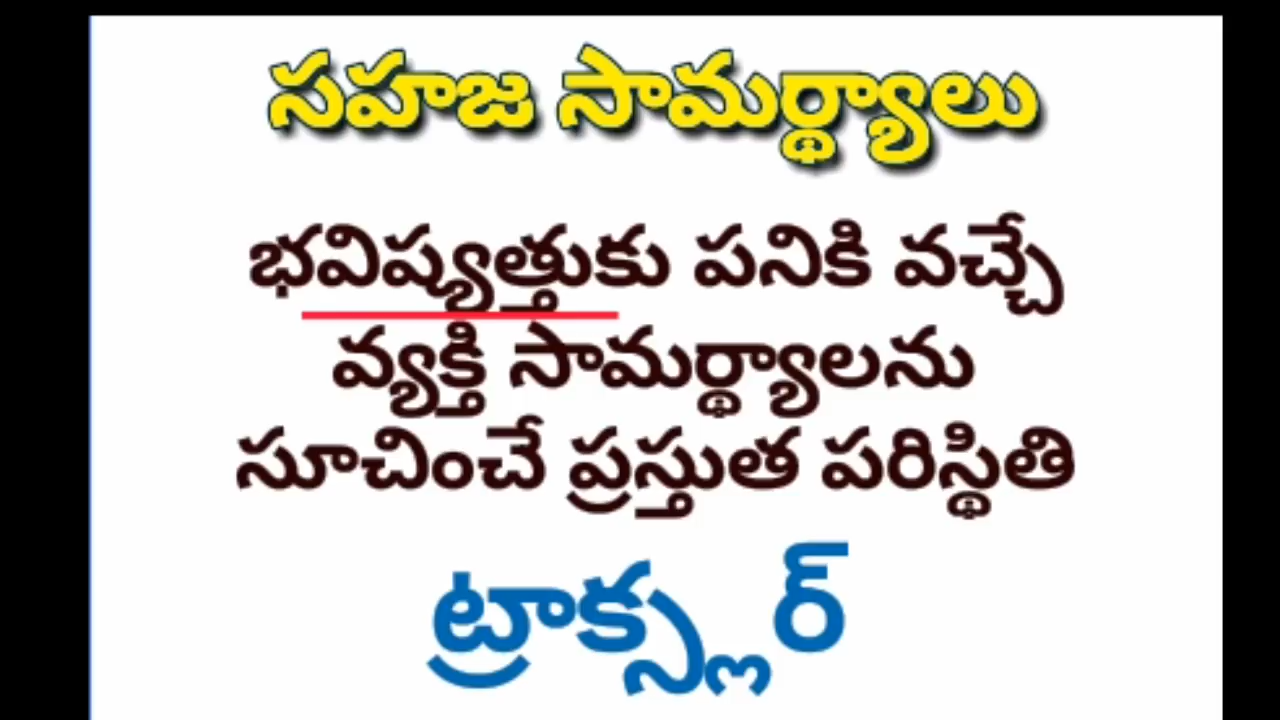 సహజ సామర్థ్యాలు
భవిష్యత్తుకు పనికి వచ్చే
వ్యక్తి సామర్థ్యాలను
సూచించే ప్రస్తుత పరిస్థితి
ట్రాక్స్లర్